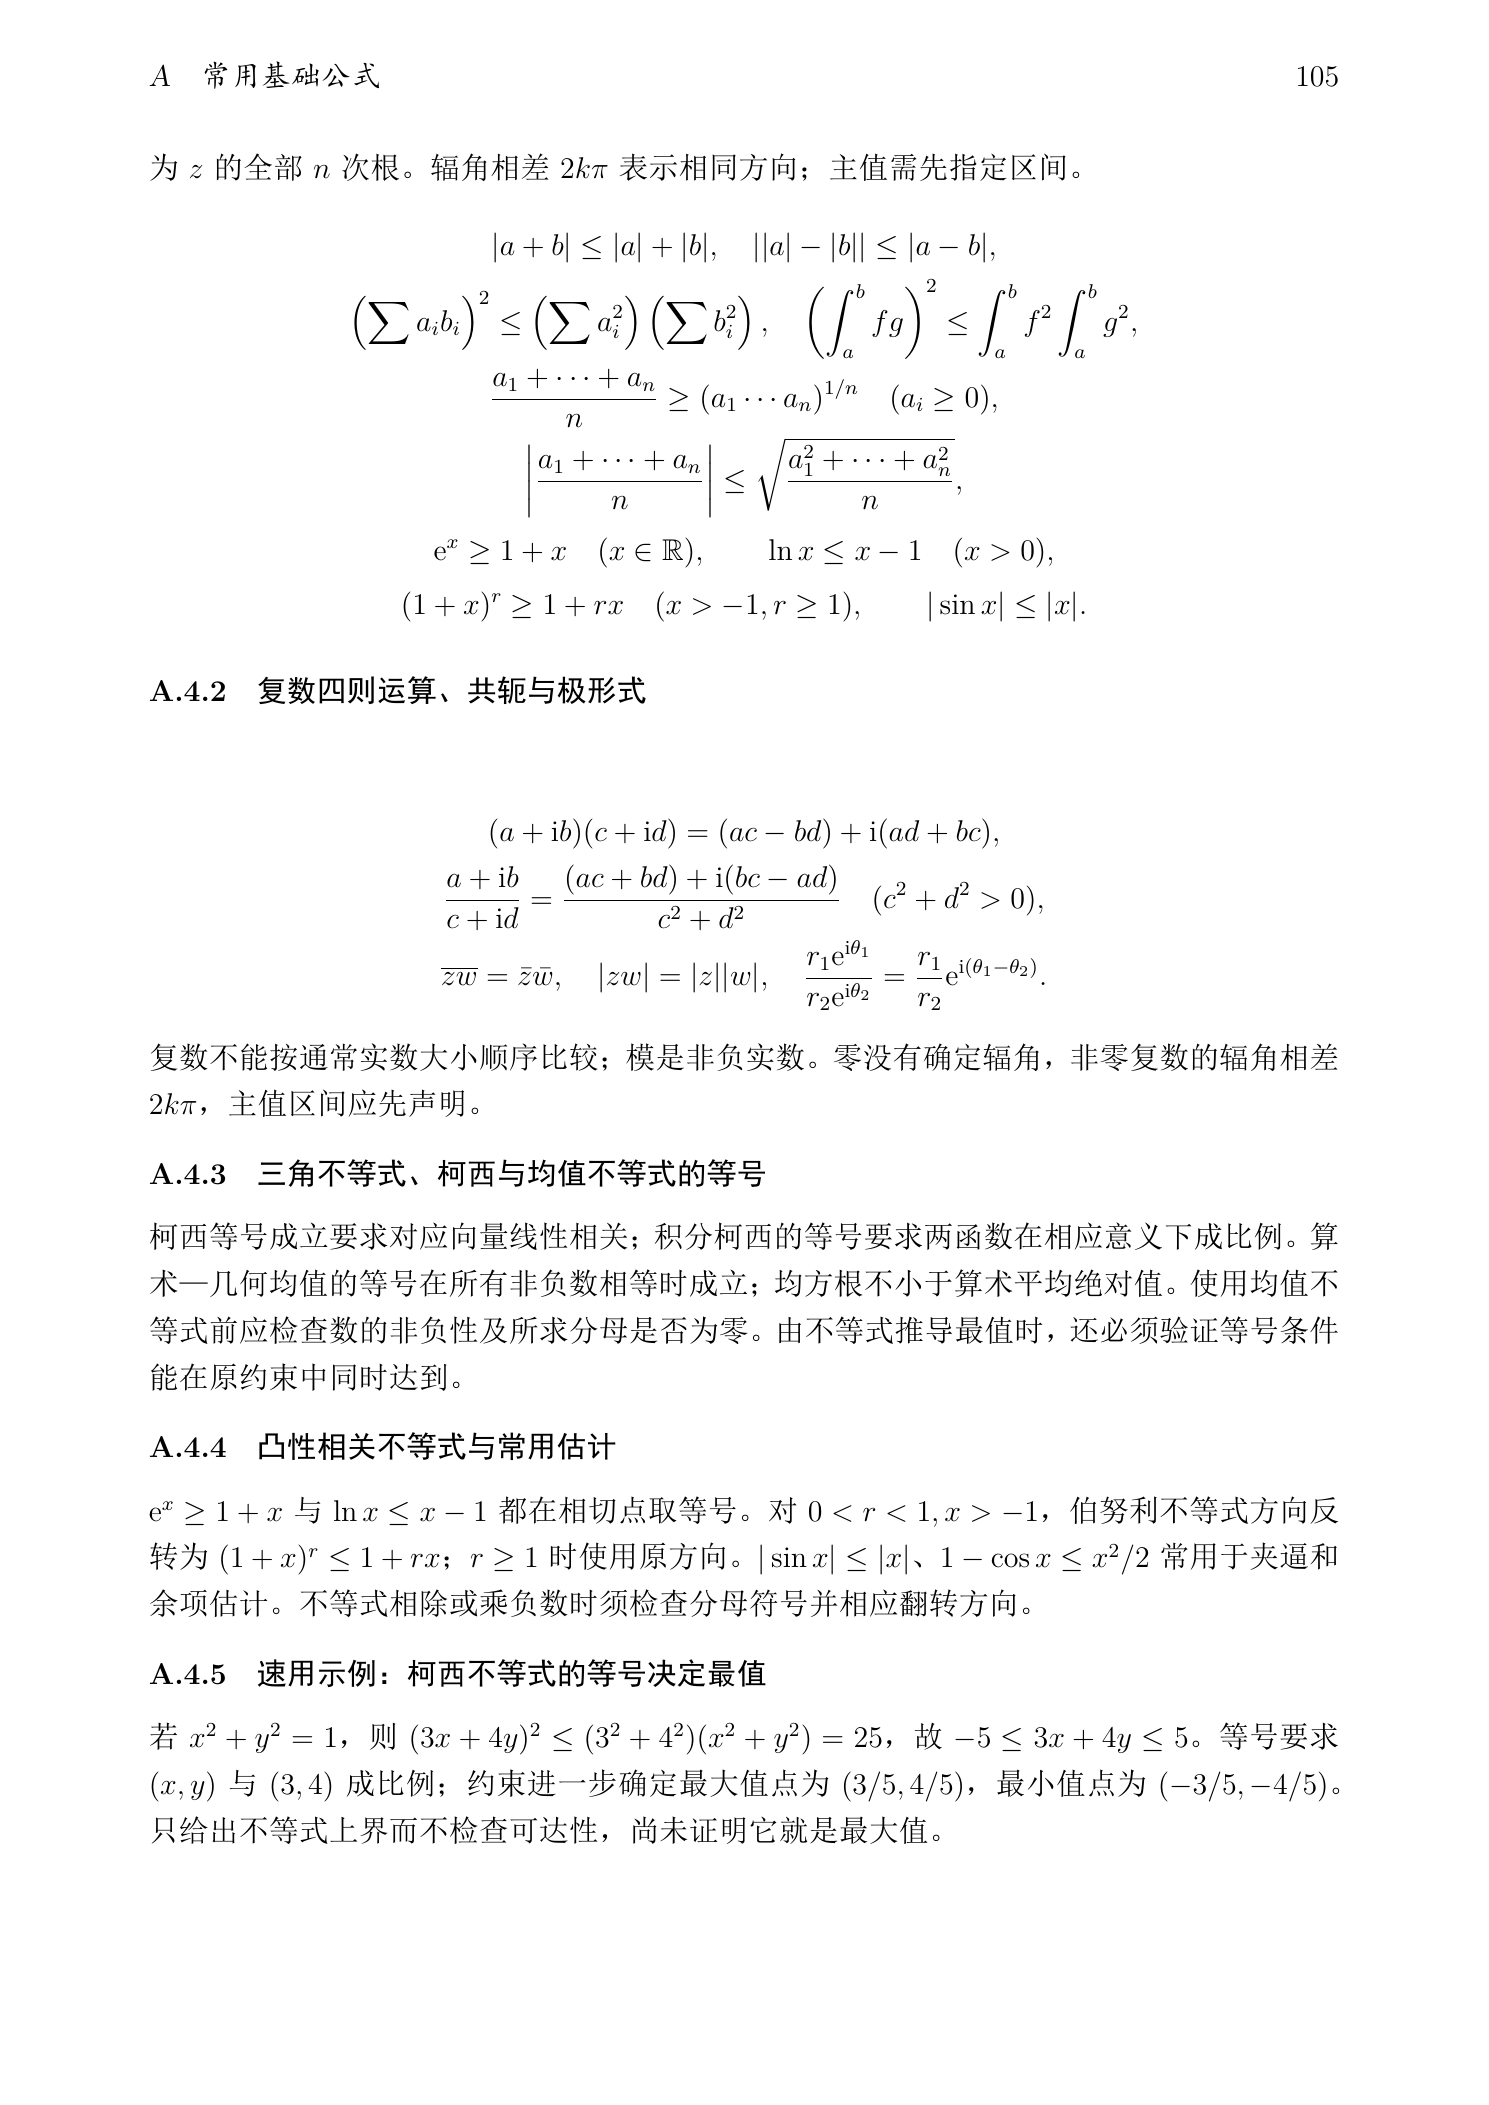 A 常用基础公式 105
为 z 的全部 n 次根。辐角相差 2kπ 表示相同方向；主值需先指定区间。
|a + b| ≤ |a| + |b|, ||a| − |b|| ≤ |a − b|,
(∑ a_i b_i)^2 ≤ (∑ a_i^2) (∑ b_i^2), (∫_a^b fg)^2 ≤ ∫_a^b f^2 ∫_a^b g^2,
(a_1 + ··· + a_n)/n ≥ (a_1 ··· a_n)^{1/n} (a_i ≥ 0),
|(a_1 + ··· + a_n)/n| ≤ √((a_1^2 + ··· + a_n^2)/n),
e^x ≥ 1 + x (x ∈ ℝ), ln x ≤ x − 1 (x > 0),
(1 + x)^r ≥ 1 + rx (x > −1, r ≥ 1), | sin x| ≤ |x|.
A.4.2 复数四则运算、共轭与极形式
(a + ib)(c + id) = (ac − bd) + i(ad + bc),
(a + ib)/(c + id) = ((ac + bd) + i(bc − ad))/(c^2 + d^2) (c^2 + d^2 > 0),
\overline{zw} = z̄w̄, |zw| = |z||w|, (r_1 e^{iθ_1})/(r_2 e^{iθ_2}) = (r_1/r_2) e^{i(θ_1−θ_2)}.
复数不能按通常实数大小顺序比较；模是非负实数。零没有确定辐角，非零复数的辐角相差
2kπ，主值区间应先声明。
A.4.3 三角不等式、柯西与均值不等式的等号
柯西等号成立要求对应向量线性相关；积分柯西的等号要求两函数在相应意义下成比例。算
术—几何均值的等号在所有非负数相等时成立；均方根不小于算术平均绝对值。使用均值不
等式前应检查数的非负性及所求分母是否为零。由不等式推导最值时，还必须验证等号条件
能在原约束中同时达到。
A.4.4 凸性相关不等式与常用估计
e^x ≥ 1 + x 与 ln x ≤ x − 1 都在相切点取等号。对 0 < r < 1, x > −1，伯努利不等式方向反
转为 (1 + x)^r ≤ 1 + rx；r ≥ 1 时使用原方向。| sin x| ≤ |x|、1 − cos x ≤ x^2/2 常用于夹逼和
余项估计。不等式相除或乘负数时须检查分母符号并相应翻转方向。
A.4.5 速用示例：柯西不等式的等号决定最值
若 x^2 + y^2 = 1，则 (3x + 4y)^2 ≤ (3^2 + 4^2)(x^2 + y^2) = 25，故 −5 ≤ 3x + 4y ≤ 5。等号要求
(x, y) 与 (3, 4) 成比例；约束进一步确定最大值点为 (3/5, 4/5)，最小值点为 (−3/5, −4/5)。
只给出不等式上界而不检查可达性，尚未证明它就是最大值。